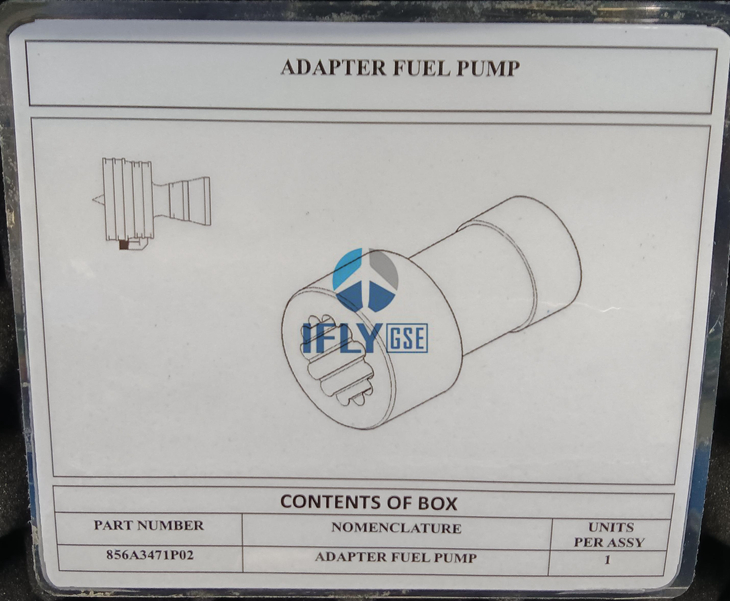 ADAPTER FUEL PUMP
IFLY GSE
CONTENTS OF BOX
PART NUMBER NOMENCLATURE UNITS PER ASSY
856A3471P02 ADAPTER FUEL PUMP 1